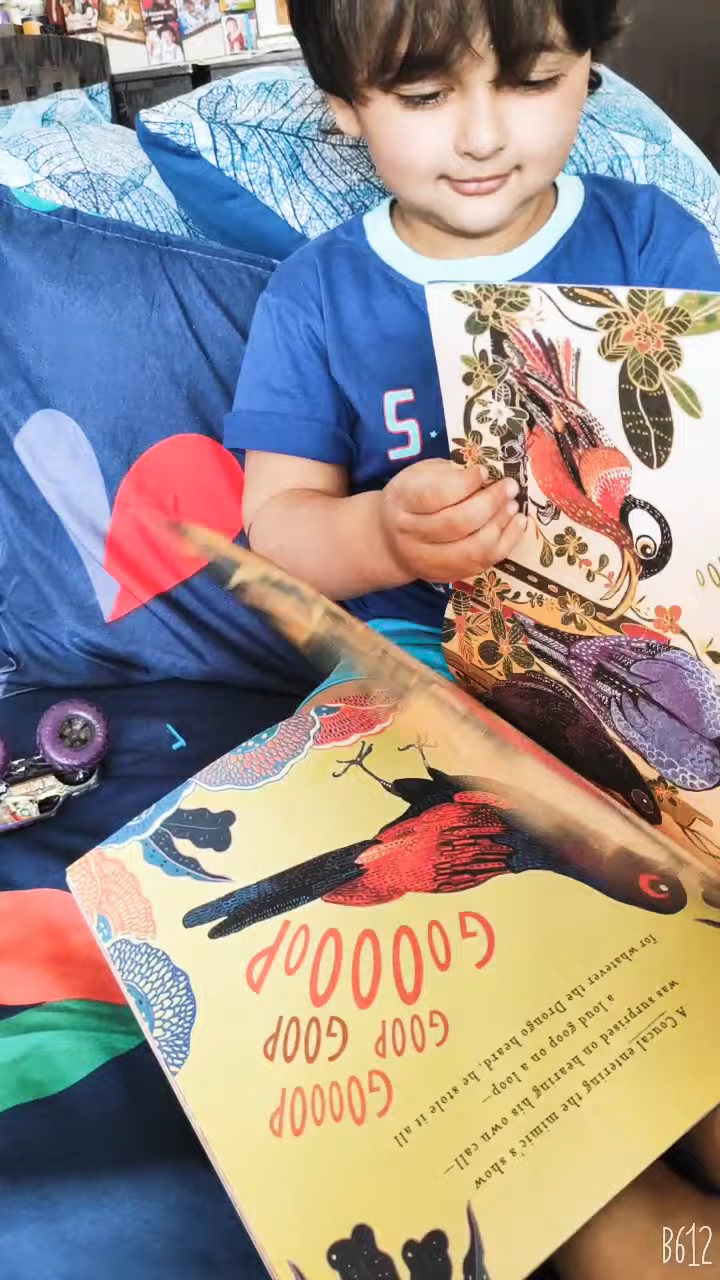 5.
GOOOOP
GOOP GOOP
GOOOOP
A Coucal entering the mimic's show
was surprised on hearing his own call—
a loud goop on a loop—
for whatever the Drongo heard, he stole it all
B612